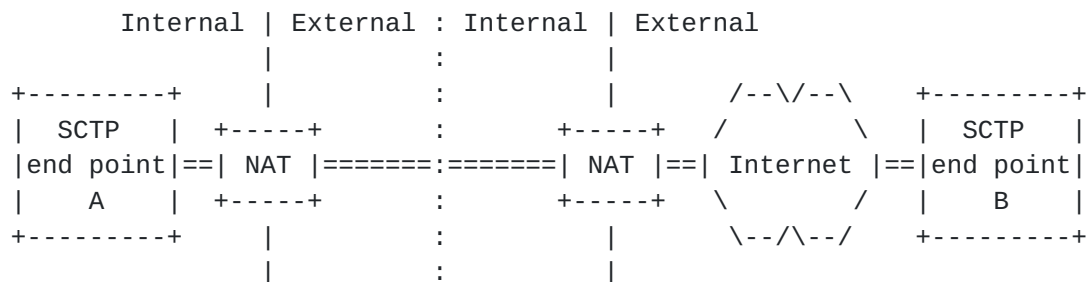 Internal | External : Internal | External
                       |          :          |
      +---------+      |          :          |       /--\/--\      +---------+
      |  SCTP   |  +-----+        :       +-----+   /        \     |  SCTP   |
      |end point|==| NAT |=======:=======| NAT |==| Internet |==|end point|
      |    A    |  +-----+        :       +-----+   \        /     |    B    |
      +---------+      |          :          |       \--/\--/      +---------+
                       |          :          |